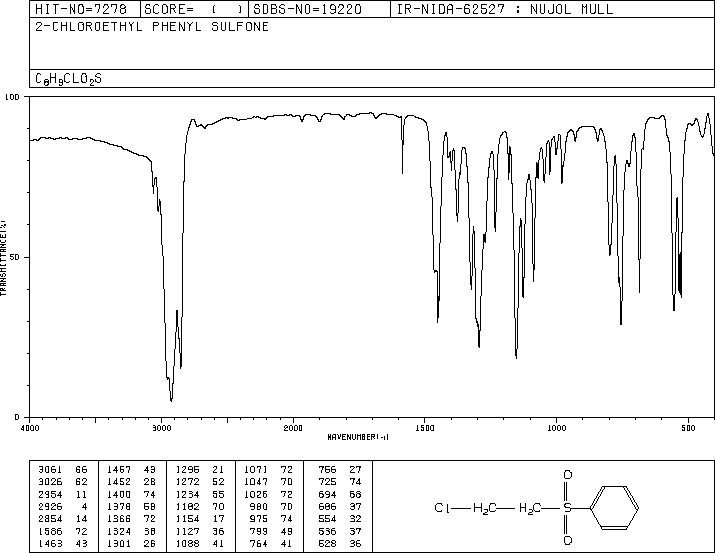 HIT-NO=7278 SCORE= ( ) SDBS-NO=19220 IR-NIDA-62527 : NUJOL MULL
2-CHLOROETHYL PHENYL SULFONE
C8H9CLO2S
100
50
0
TRANSMITTANCE(%)
4000 3000 2000 1500 1000 500
WAVENUMBER(-1)
3061 66 1467 49 1296 21 1071 72 756 27
3026 62 1452 28 1272 52 1047 70 725 74
2954 11 1400 74 1234 55 1026 72 694 68
2926 4 1378 58 1182 70 980 70 686 37
2854 14 1366 72 1154 17 975 74 554 32
1586 72 1324 38 1127 36 799 49 536 37
1463 43 1301 26 1088 41 764 41 528 36
O
Cl H2C H2C S
O